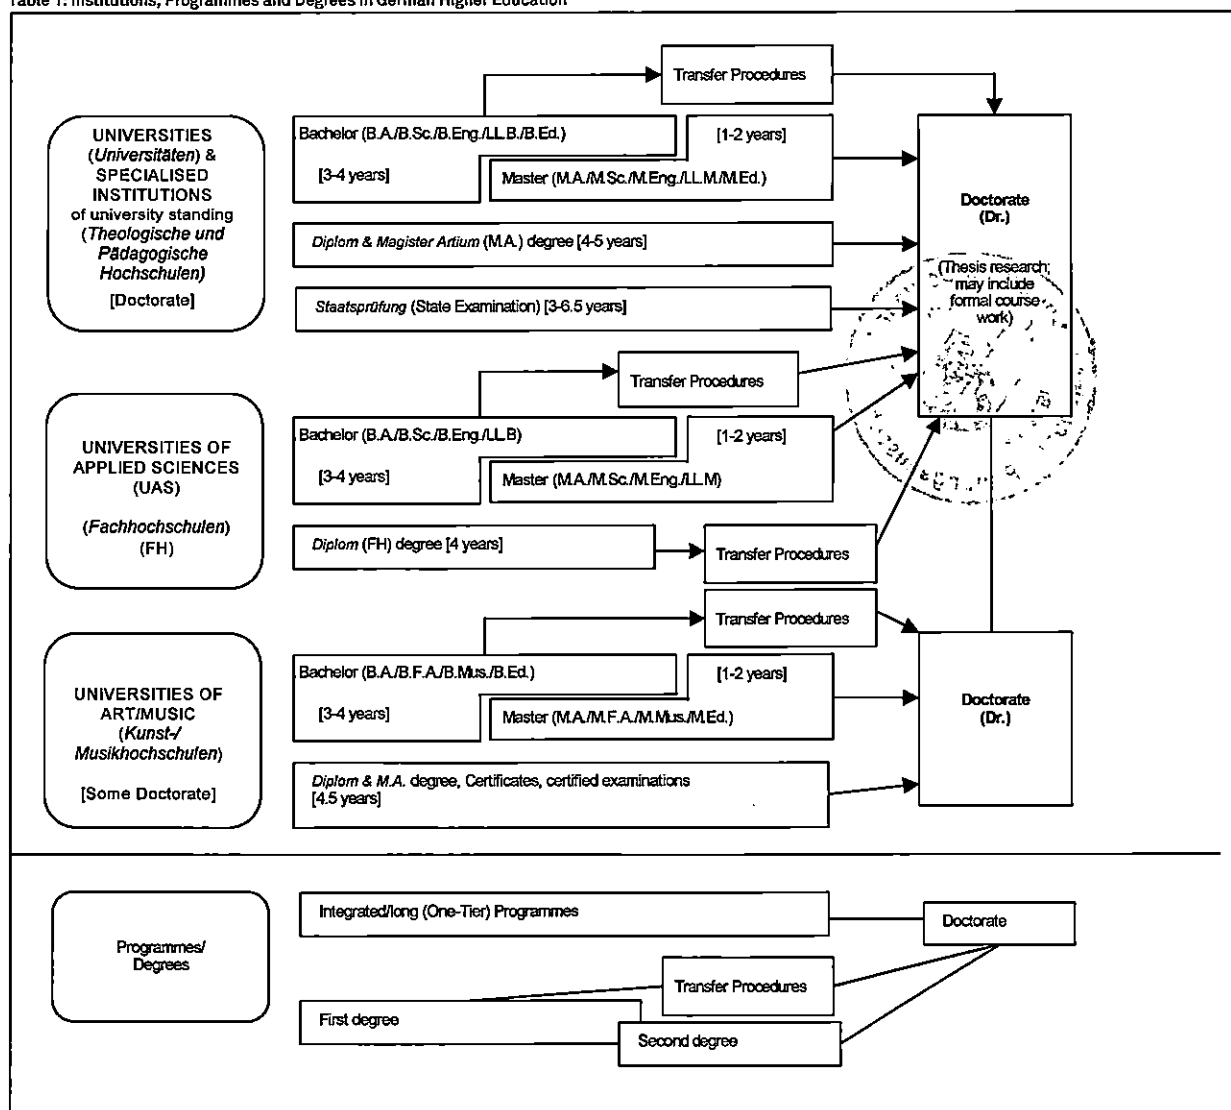 Table 1: Institutions, Programmes and Degrees in German Higher Education
Transfer Procedures
UNIVERSITIES
(Universitäten) &
SPECIALISED
INSTITUTIONS
of university standing
(Theologische und
Pädagogische
Hochschulen)
[Doctorate]
Bachelor (B.A./B.Sc./B.Eng./LL.B./B.Ed.)
[3-4 years]
[1-2 years]
Master (M.A./M.Sc./M.Eng./LL.M./M.Ed.)
Diplom & Magister Artium (M.A.) degree [4-5 years]
Staatsprüfung (State Examination) [3-6.5 years]
Doctorate
(Dr.)
(Thesis research;
may include
formal course
work)
Transfer Procedures
UNIVERSITIES OF
APPLIED SCIENCES
(UAS)
(Fachhochschulen)
(FH)
Bachelor (B.A./B.Sc./B.Eng./LL.B)
[3-4 years]
[1-2 years]
Master (M.A./M.Sc./M.Eng./LL.M)
Diplom (FH) degree [4 years]
Transfer Procedures
Transfer Procedures
UNIVERSITIES OF
ART/MUSIC
(Kunst-/
Musikhochschulen)
[Some Doctorate]
Bachelor (B.A./B.F.A./B.Mus./B.Ed.)
[3-4 years]
[1-2 years]
Master (M.A./M.F.A./M.Mus./M.Ed.)
Diplom & M.A. degree, Certificates, certified examinations
[4.5 years]
Doctorate
(Dr.)
Programmes/
Degrees
Integrated/long (One-Tier) Programmes
Doctorate
Transfer Procedures
First degree
Second degree